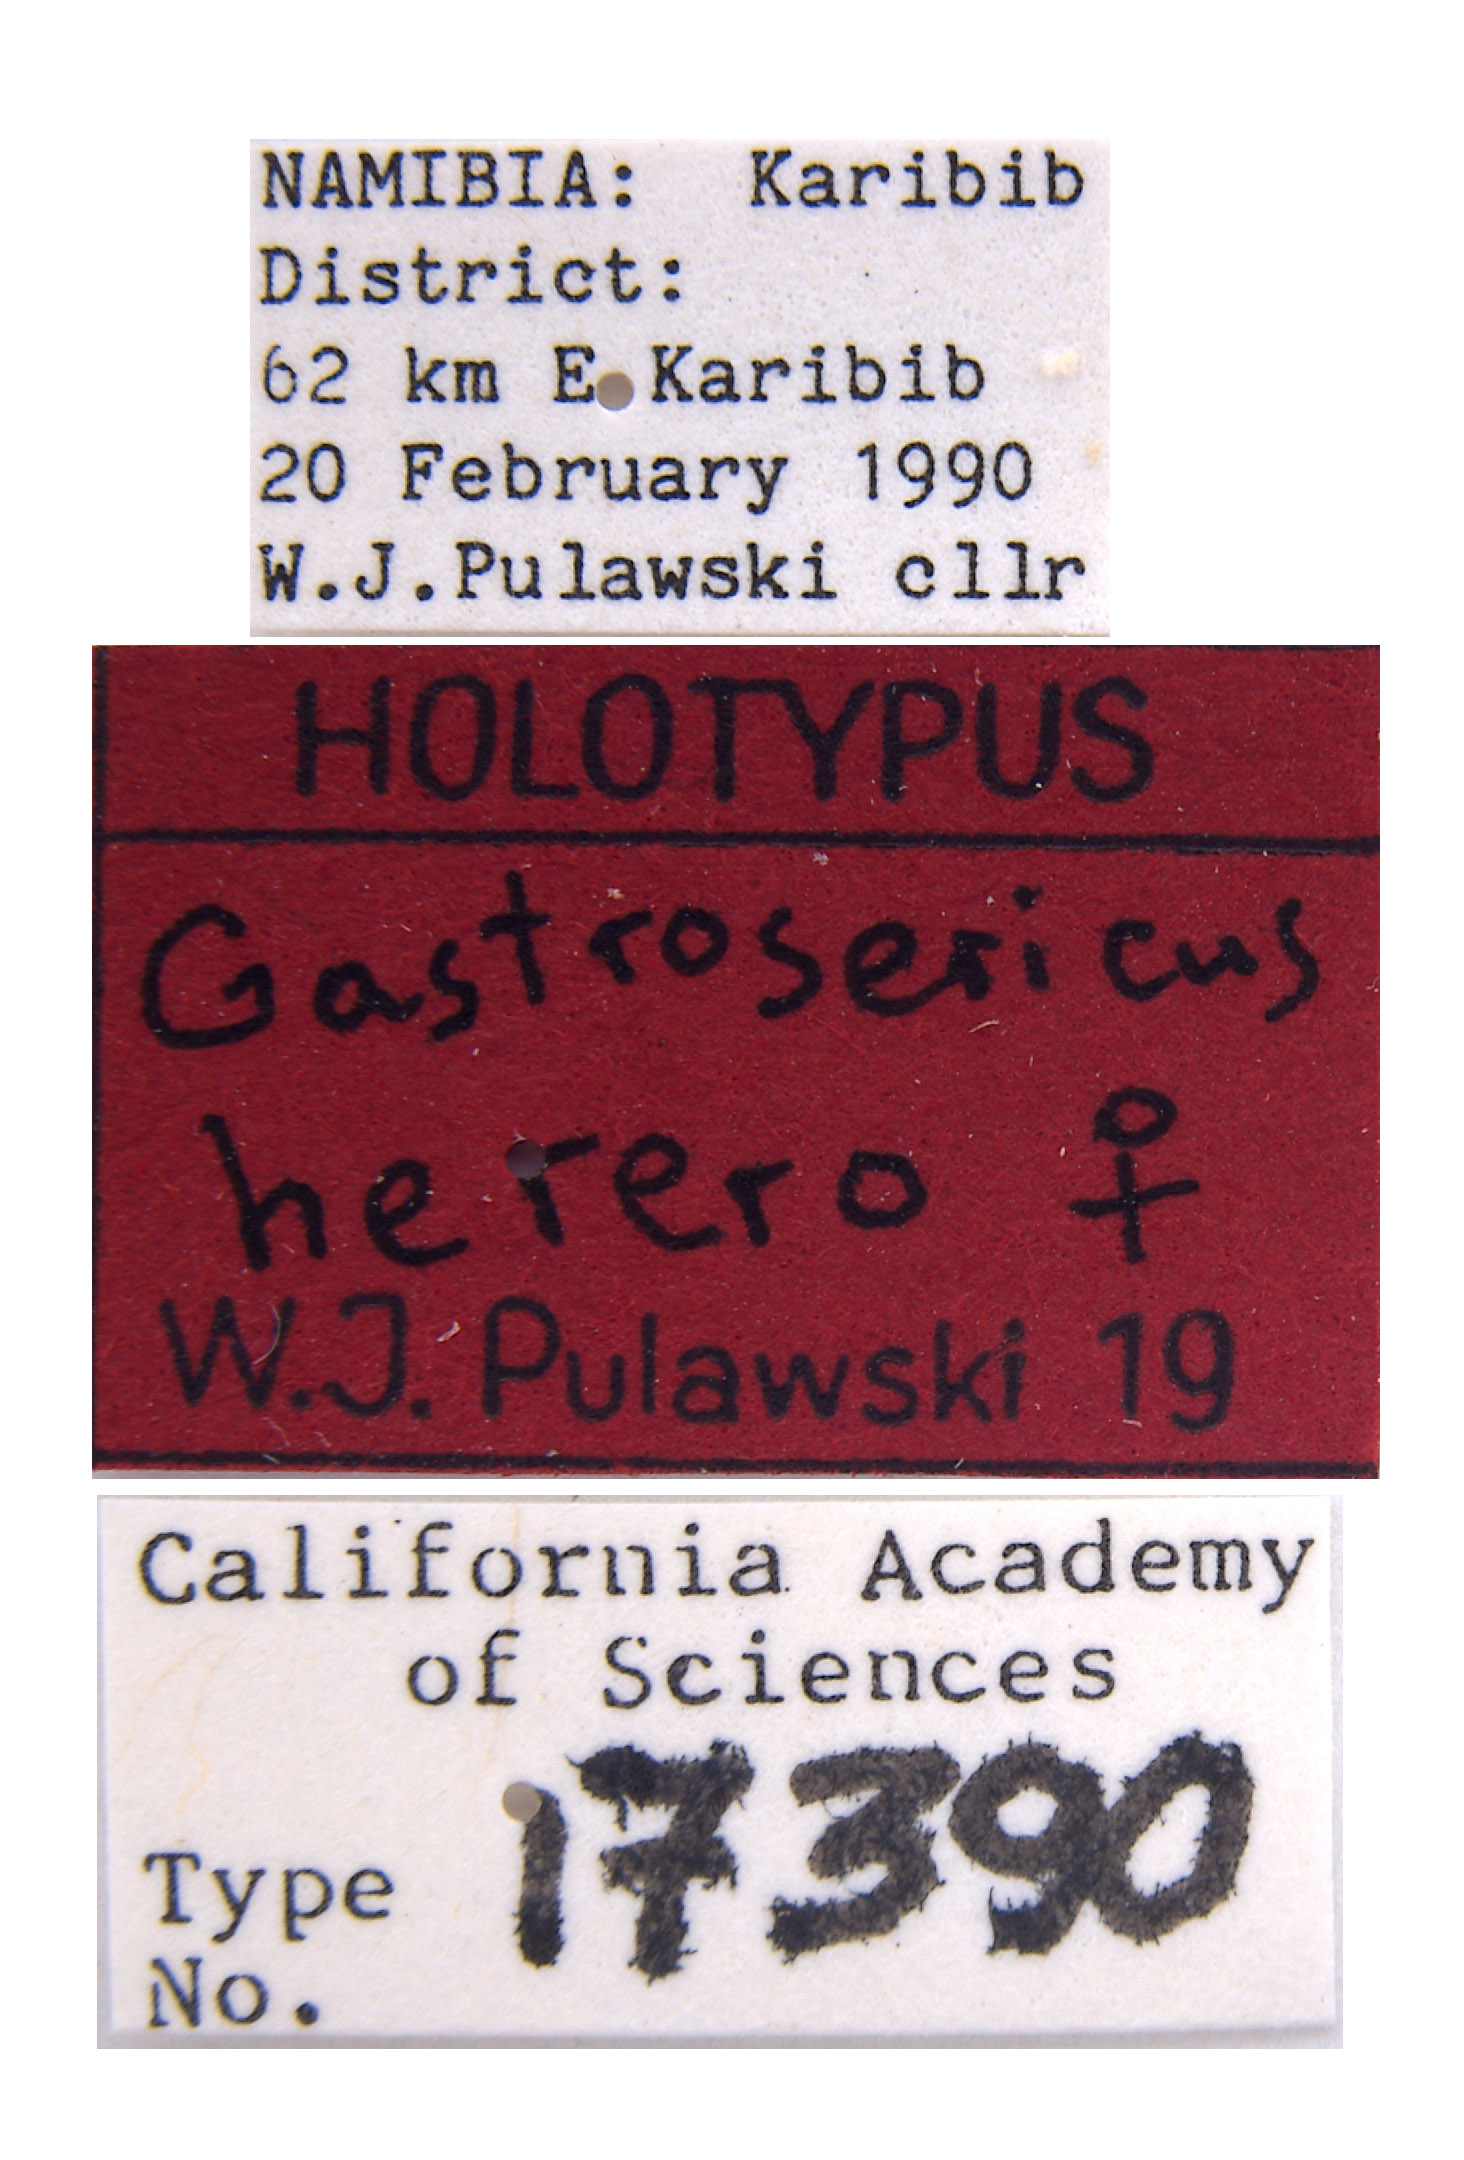 NAMIBIA: Karibib
District:
62 km E Karibib
20 February 1990
W.J.Pulawski cllr
HOLOTYPUS
Gastrosericus
herero ♀
W.J. Pulawski 19
California Academy
of Sciences
17390
Type
No.